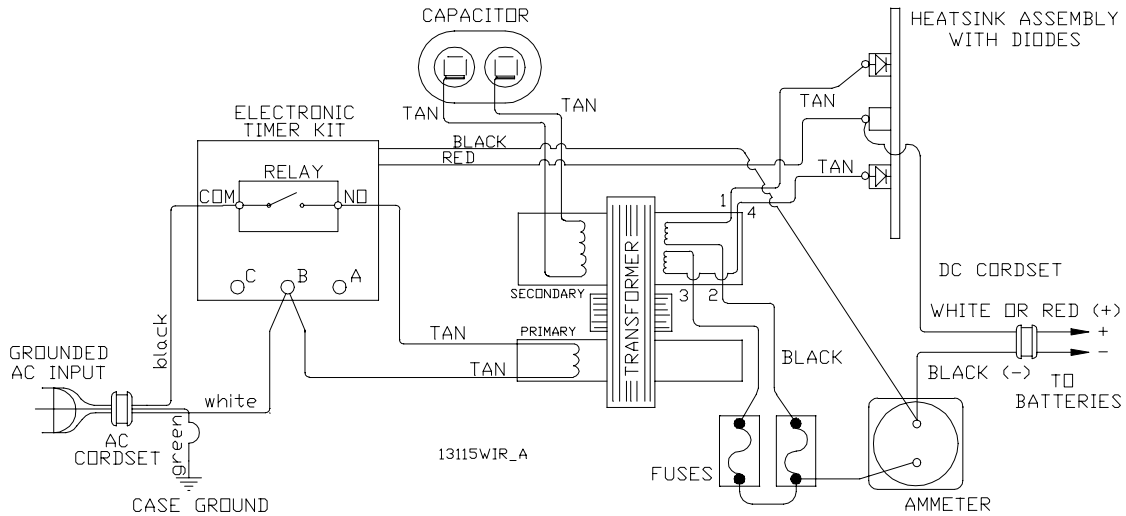 CAPACITOR
HEATSINK ASSEMBLY
WITH DIODES
TAN
TAN
TAN
ELECTRONIC
TIMER KIT
BLACK
RED
RELAY
TAN
COM
NO
1
4
C
B
A
TRANSFORMER
DC CORDSET
SECONDARY
3
2
WHITE OR RED (+)
PRIMARY
TAN
+
black
GROUNDED
AC INPUT
BLACK
-
TAN
BLACK (-)
TO
BATTERIES
white
AC
CORDSET
green
13115WIR_A
FUSES
CASE GROUND
AMMETER